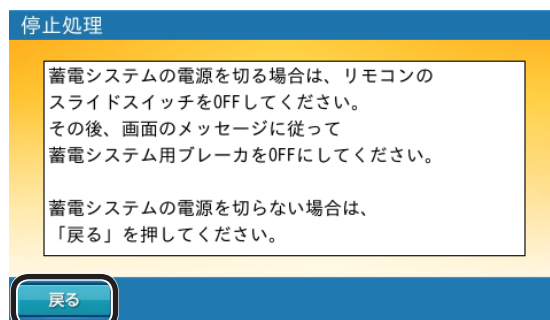 停止処理
蓄電システムの電源を切る場合は、リモコンの
スライドスイッチをOFFしてください。
その後、画面のメッセージに従って
蓄電システム用ブレーカをOFFにしてください。
蓄電システムの電源を切らない場合は、
「戻る」を押してください。
戻る